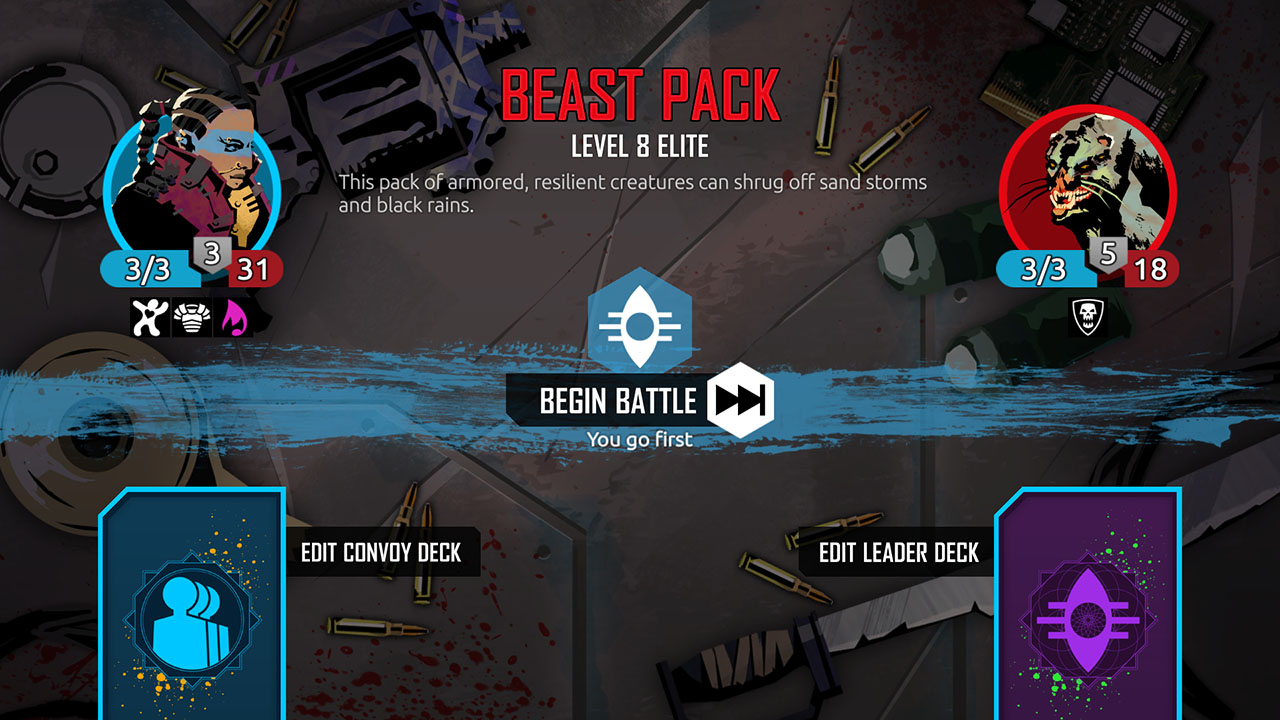 BEAST PACK
LEVEL 8 ELITE
This pack of armored, resilient creatures can shrug off sand storms
and black rains.
3/3 3 31
3/3 5 18
BEGIN BATTLE
You go first
EDIT CONVOY DECK
EDIT LEADER DECK